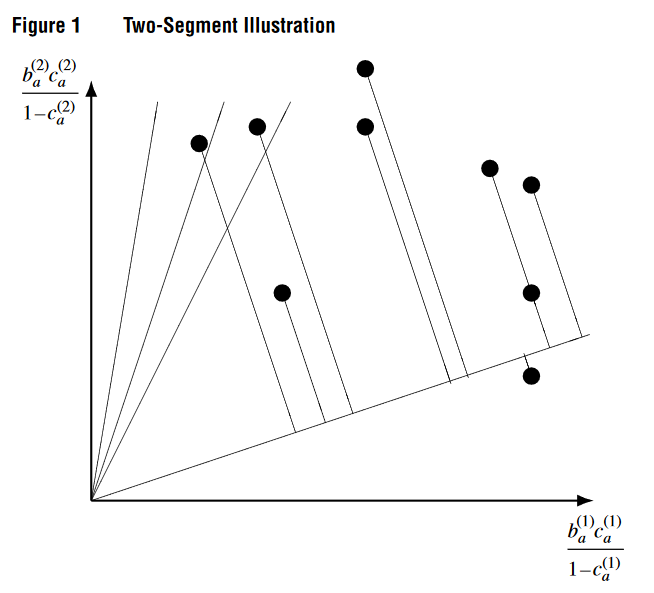 Figure 1 Two-Segment Illustration
b_a^(2) c_a^(2)
1−c_a^(2)
b_a^(1) c_a^(1)
1−c_a^(1)